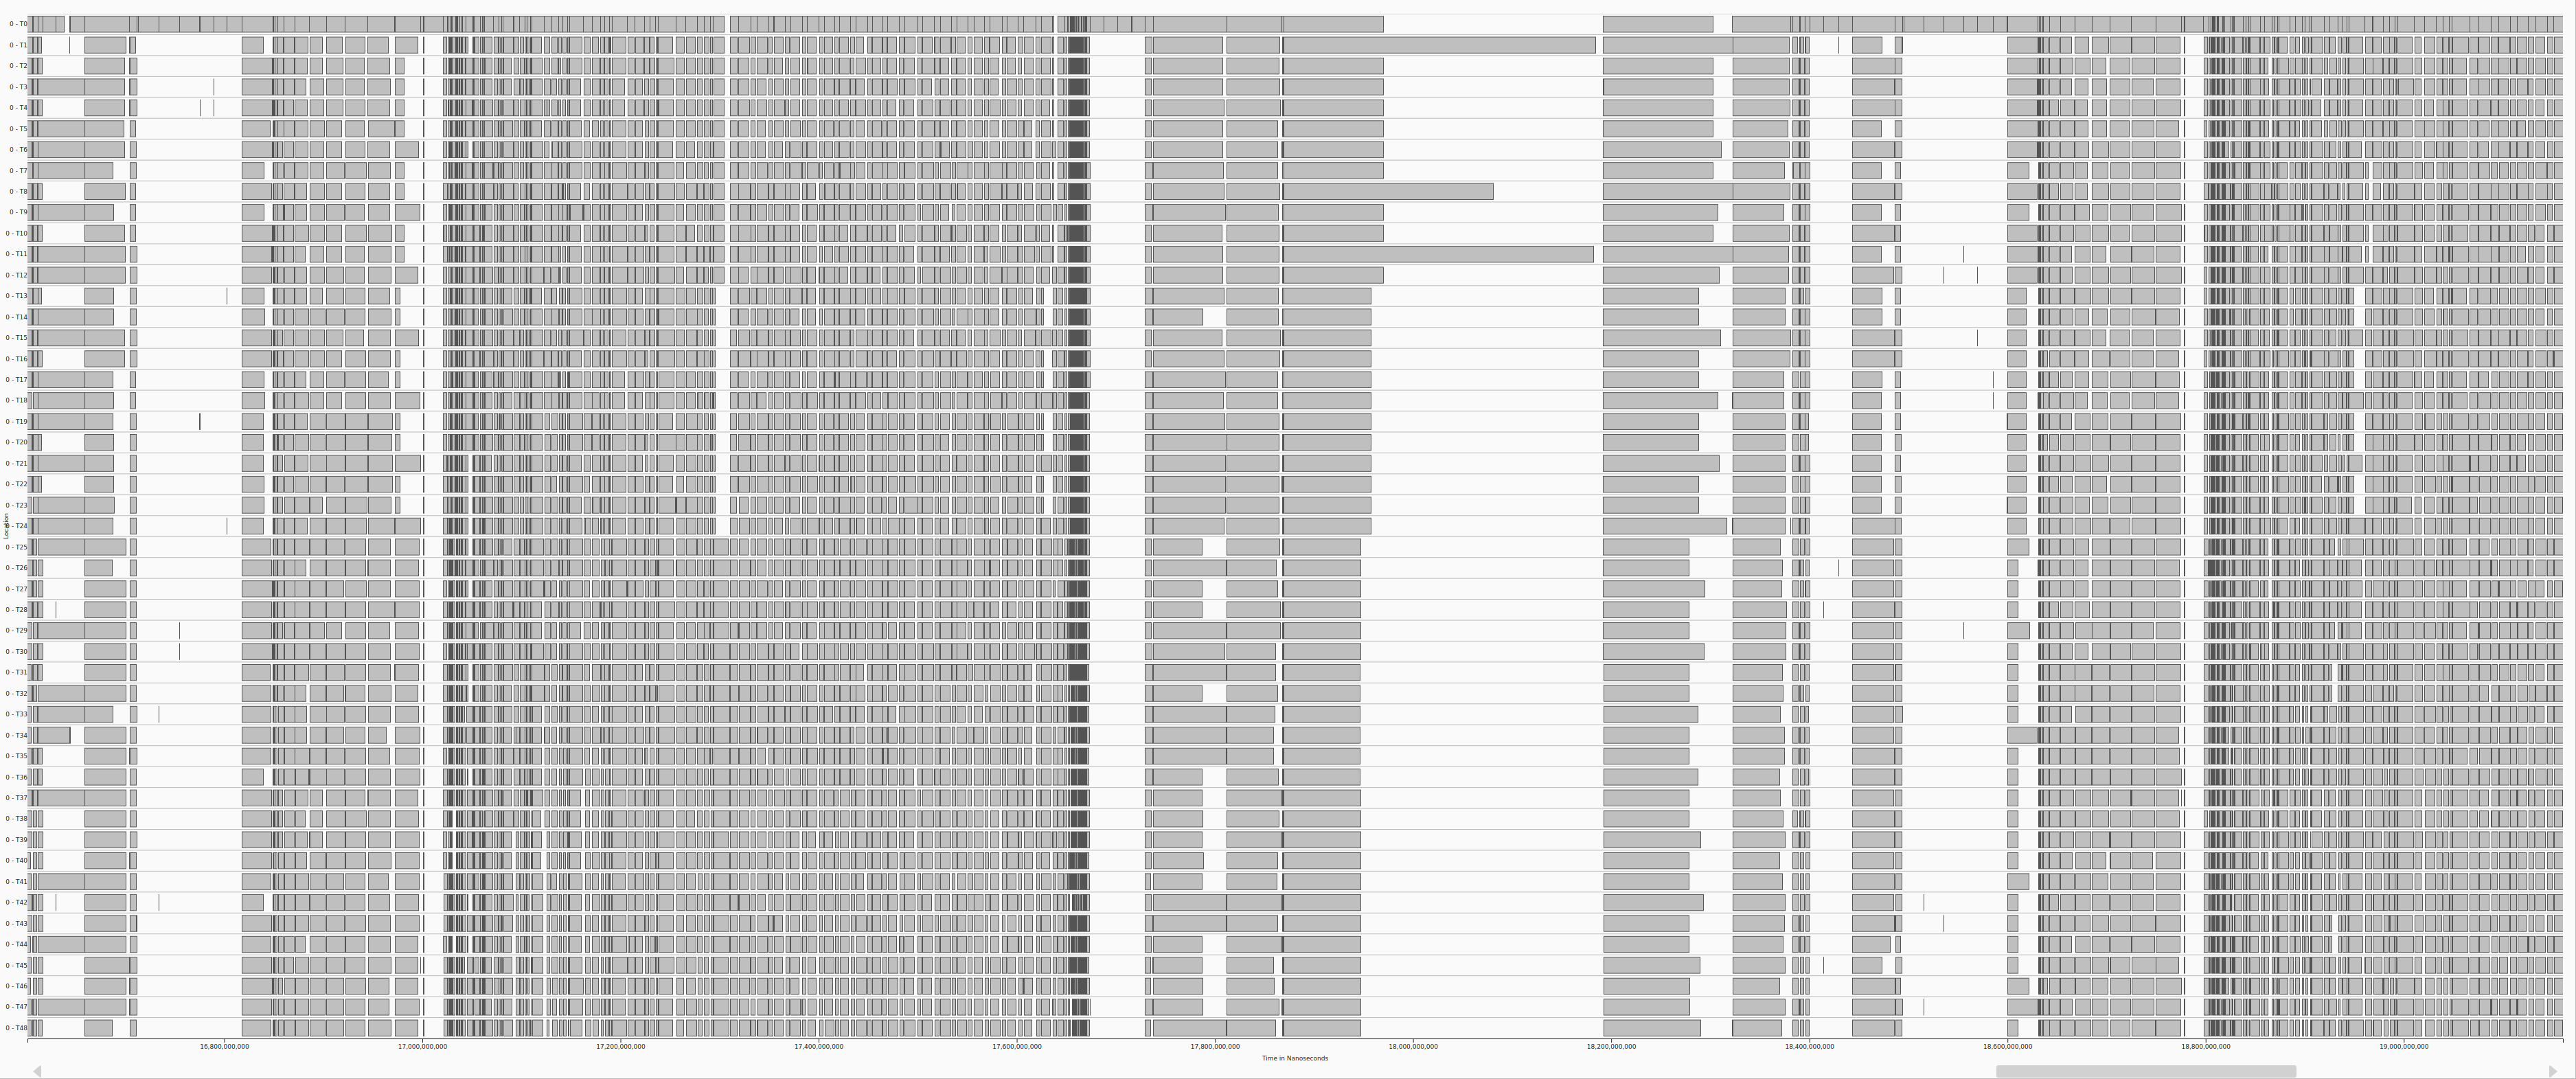 0 - T0
0 - T1
0 - T2
0 - T3
0 - T4
0 - T5
0 - T6
0 - T7
0 - T8
0 - T9
0 - T10
0 - T11
0 - T12
0 - T13
0 - T14
0 - T15
0 - T16
0 - T17
0 - T18
0 - T19
0 - T20
0 - T21
0 - T22
0 - T23
Location
0 - T24
0 - T25
0 - T26
0 - T27
0 - T28
0 - T29
0 - T30
0 - T31
0 - T32
0 - T33
0 - T34
0 - T35
0 - T36
0 - T37
0 - T38
0 - T39
0 - T40
0 - T41
0 - T42
0 - T43
0 - T44
0 - T45
0 - T46
0 - T47
0 - T48
16,800,000,000 17,000,000,000 17,200,000,000 17,400,000,000 17,600,000,000 17,800,000,000 18,000,000,000 18,200,000,000 18,400,000,000 18,600,000,000 18,800,000,000 19,000,000,000
Time in Nanoseconds